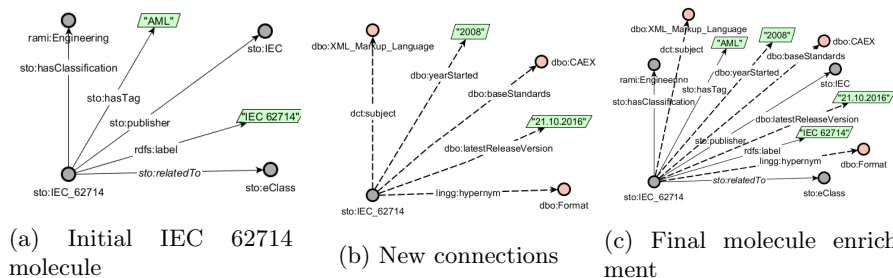 "AML"
rami:Engineering
sto:IEC
sto:hasClassification
sto:hasTag
sto:publisher
"IEC 62714"
rdfs:label
sto:relatedTo
sto:eClass
sto:IEC_62714
(a) Initial IEC 62714
molecule
"2008"
dbo:XML_Markup_Language
dbo:CAEX
dbo:yearStarted
dbo:baseStandards
dct:subject
"21.10.2016"
dbo:latestReleaseVersion
lingg:hypernym
sto:IEC_62714
dbo:Format
(b) New connections
dbo:XML_Markup_Language
"2008"
"AML"
dbo:CAEX
dct:subject
dbo:baseStandards
rami:Engineering
dbo:yearStarted
sto:IEC
sto:hasTag
sto:hasClassification
"21.10.2016"
dbo:latestReleaseVersion
"IEC 62714"
sto:publisher
rdfs:label
lingg:hypernym
dbo:Format
sto:relatedTo
sto:eClass
sto:IEC_62714
(c) Final molecule enrich
ment